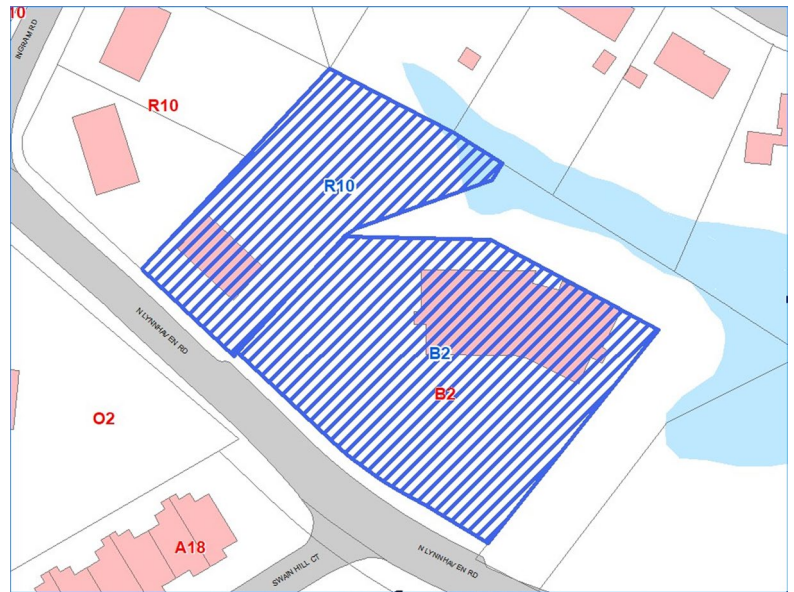 10
INGRAM RD
R10
R10
N LYNNHAVEN RD
B2
B2
O2
A18
SWAIN HILL CT
N LYNNHAVEN RD